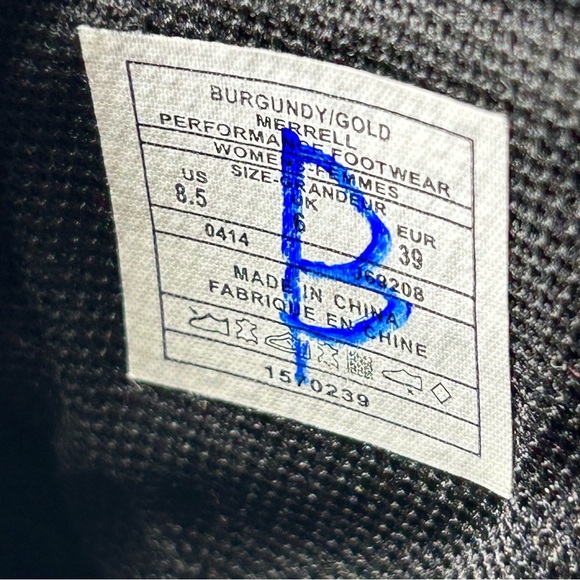 BURGUNDY/GOLD
MERRELL
PERFORMANCE FOOTWEAR
WOMENS-FEMMES
SIZE-GRANDEUR
US UK EUR
8.5 6 39
0414 J69208
MADE IN CHINA
FABRIQUE EN CHINE
1570239
B